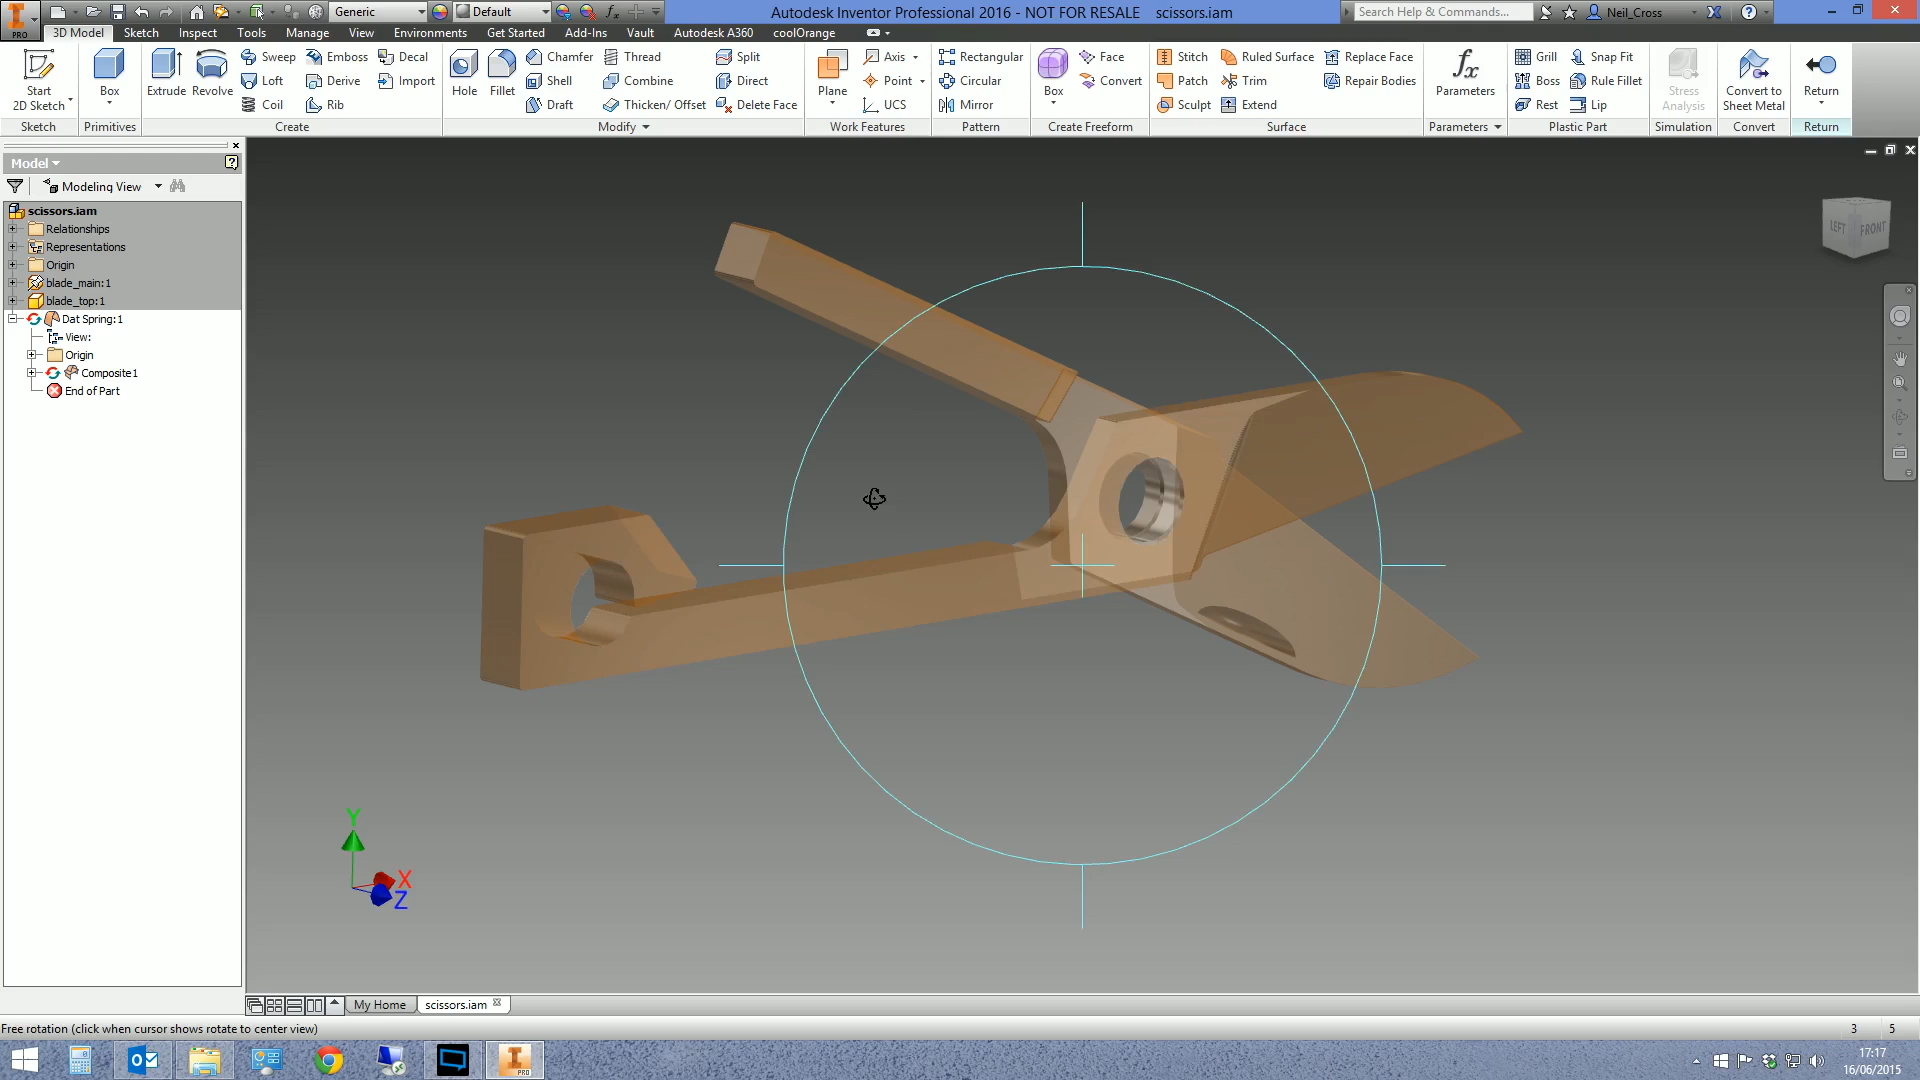 Generic
Default
Autodesk Inventor Professional 2016 - NOT FOR RESALE scissors.iam
Search Help & Commands...
Neil_Cross
PRO
3D Model Sketch Inspect Tools Manage View Environments Get Started Add-Ins Vault Autodesk A360 coolOrange
Start
2D Sketch
Box
Extrude
Revolve
Sweep
Loft
Coil
Emboss
Derive
Rib
Decal
Import
Hole
Fillet
Chamfer
Shell
Draft
Thread
Combine
Thicken/ Offset
Split
Direct
Delete Face
Plane
Axis
Point
UCS
Rectangular
Circular
Mirror
Box
Face
Convert
Stitch
Patch
Sculpt
Ruled Surface
Trim
Extend
Replace Face
Repair Bodies
fx
Parameters
Grill
Boss
Rest
Snap Fit
Rule Fillet
Lip
Stress
Analysis
Convert to
Sheet Metal
Return
Sketch Primitives Create Modify Work Features Pattern Create Freeform Surface Parameters Plastic Part Simulation Convert Return
Model
Modeling View
scissors.iam
Relationships
Representations
Origin
blade_main:1
blade_top:1
Dat Spring:1
View:
Origin
Composite1
End of Part
LEFT FRONT
Y
X
Z
My Home scissors.iam
Free rotation (click when cursor shows rotate to center view)
3 5
PRO
17:17
16/06/2015